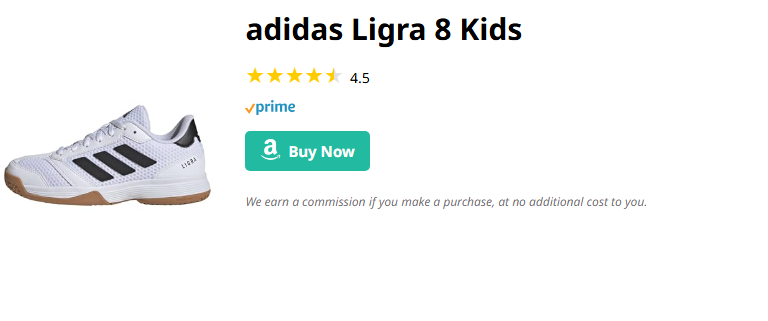 adidas Ligra 8 Kids
4.5
prime
Buy Now
We earn a commission if you make a purchase, at no additional cost to you.
LIGRA